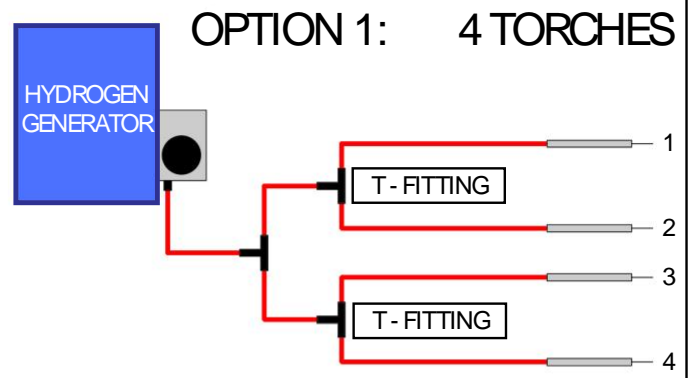 OPTION 1: 4 TORCHES
HYDROGEN
GENERATOR
1
T - FITTING
2
3
T - FITTING
4